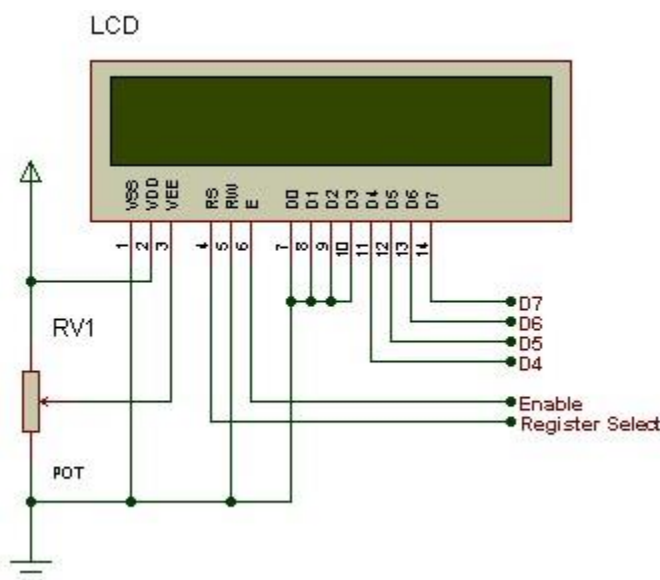 LCD
VSS
VDD
VEE
RS
RW
E
D0
D1
D2
D3
D4
D5
D6
D7
1
2
3
4
5
6
7
8
9
10
11
12
13
14
D7
D6
D5
D4
RV1
Enable
Register Select
POT